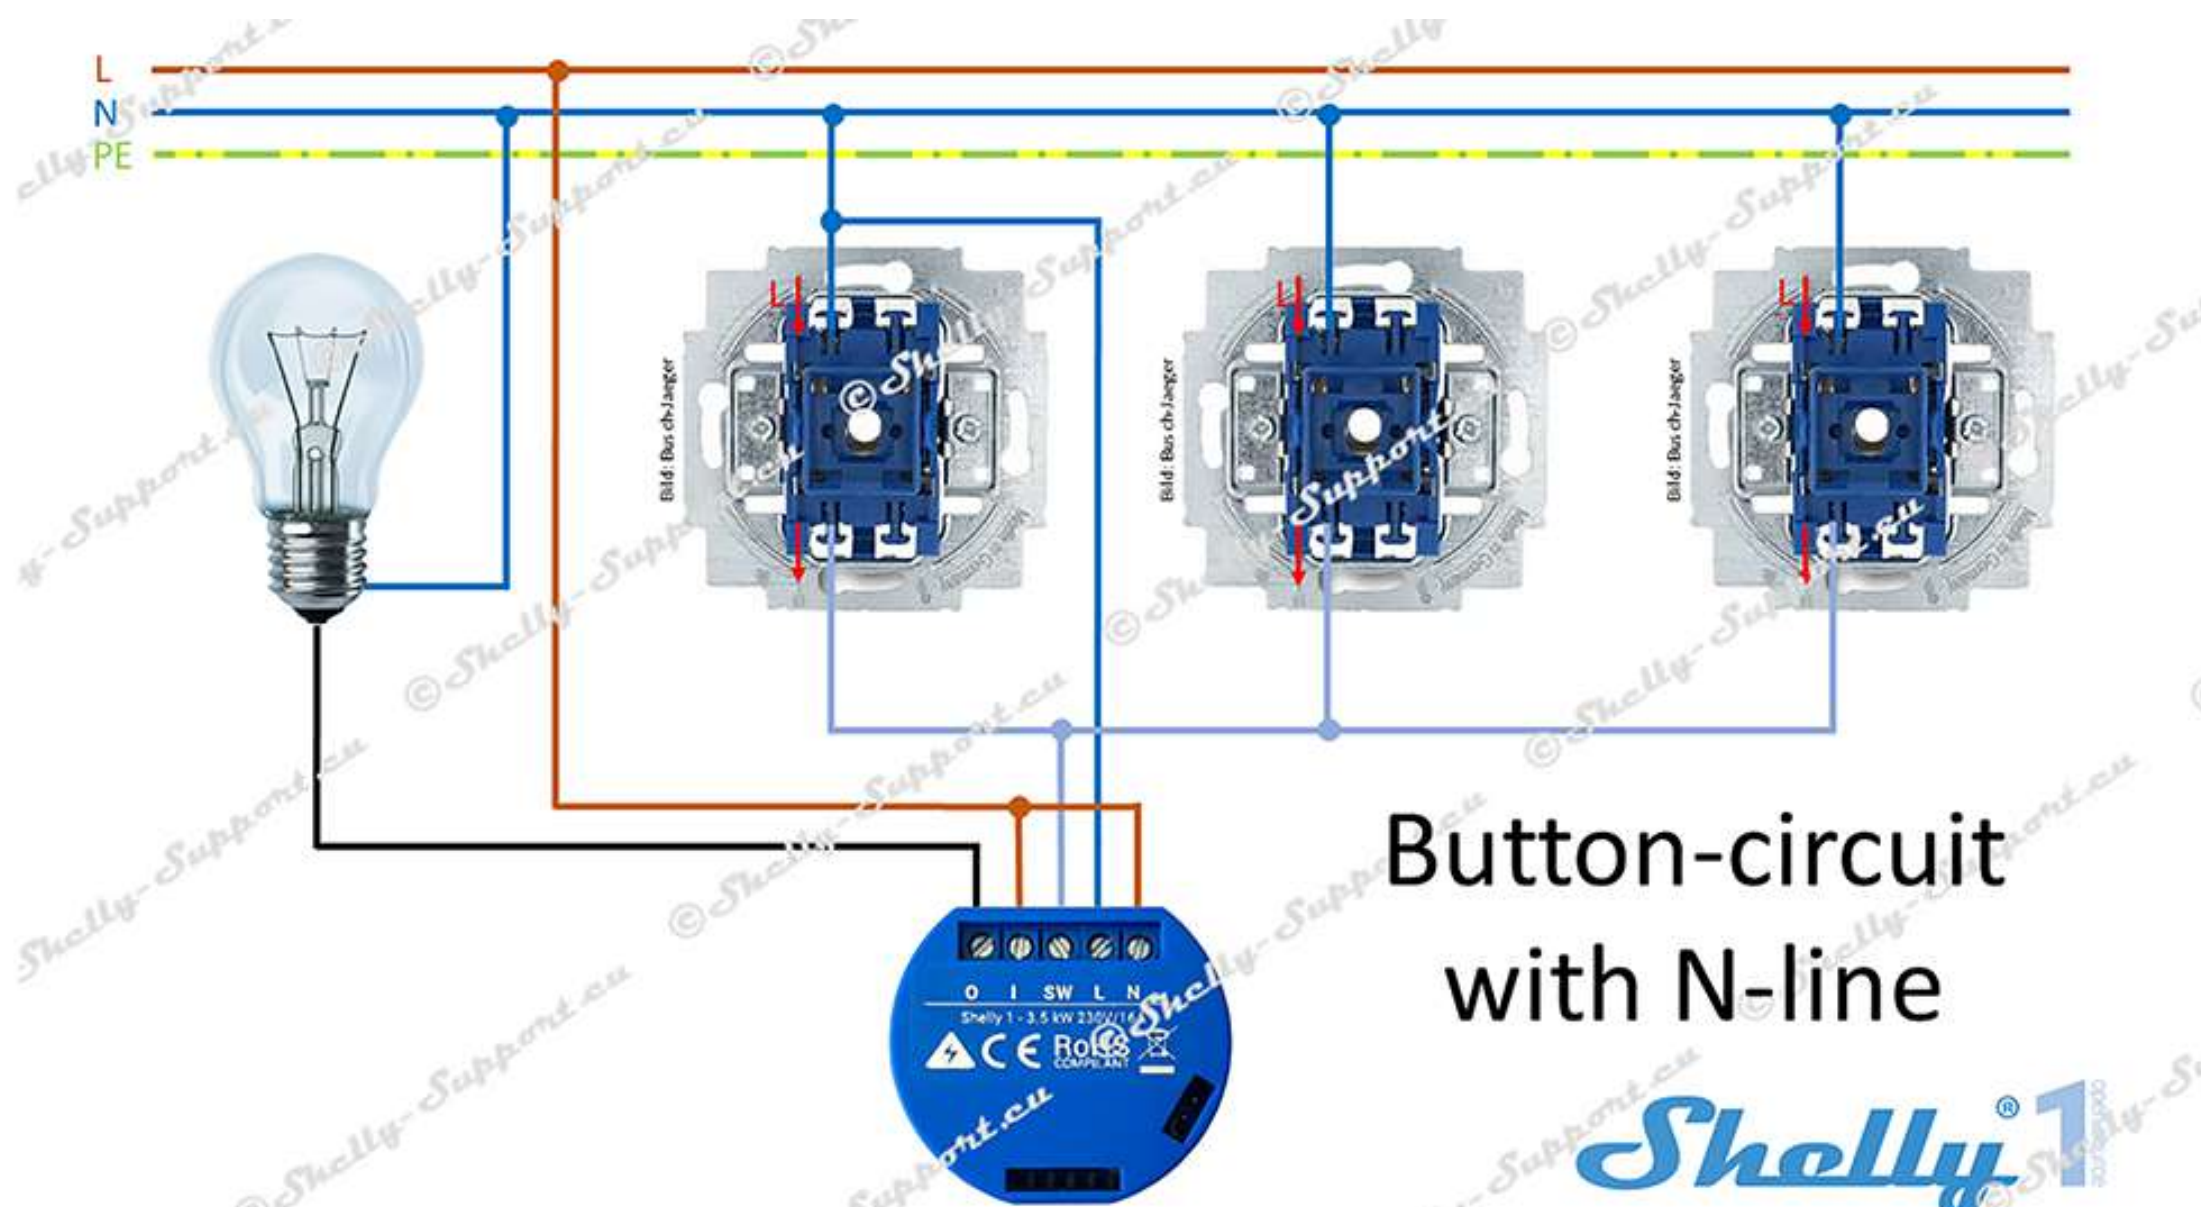 L
N
PE
L
L
L
Bild: Busch-Jaeger
Bild: Busch-Jaeger
Bild: Busch-Jaeger
Button-circuit
with N-line
O I SW L N
Shelly 1 - 3.5 kW 230V/16
CE RoHS
COMPLIANT
Shelly® 1
© Shelly-Support.eu